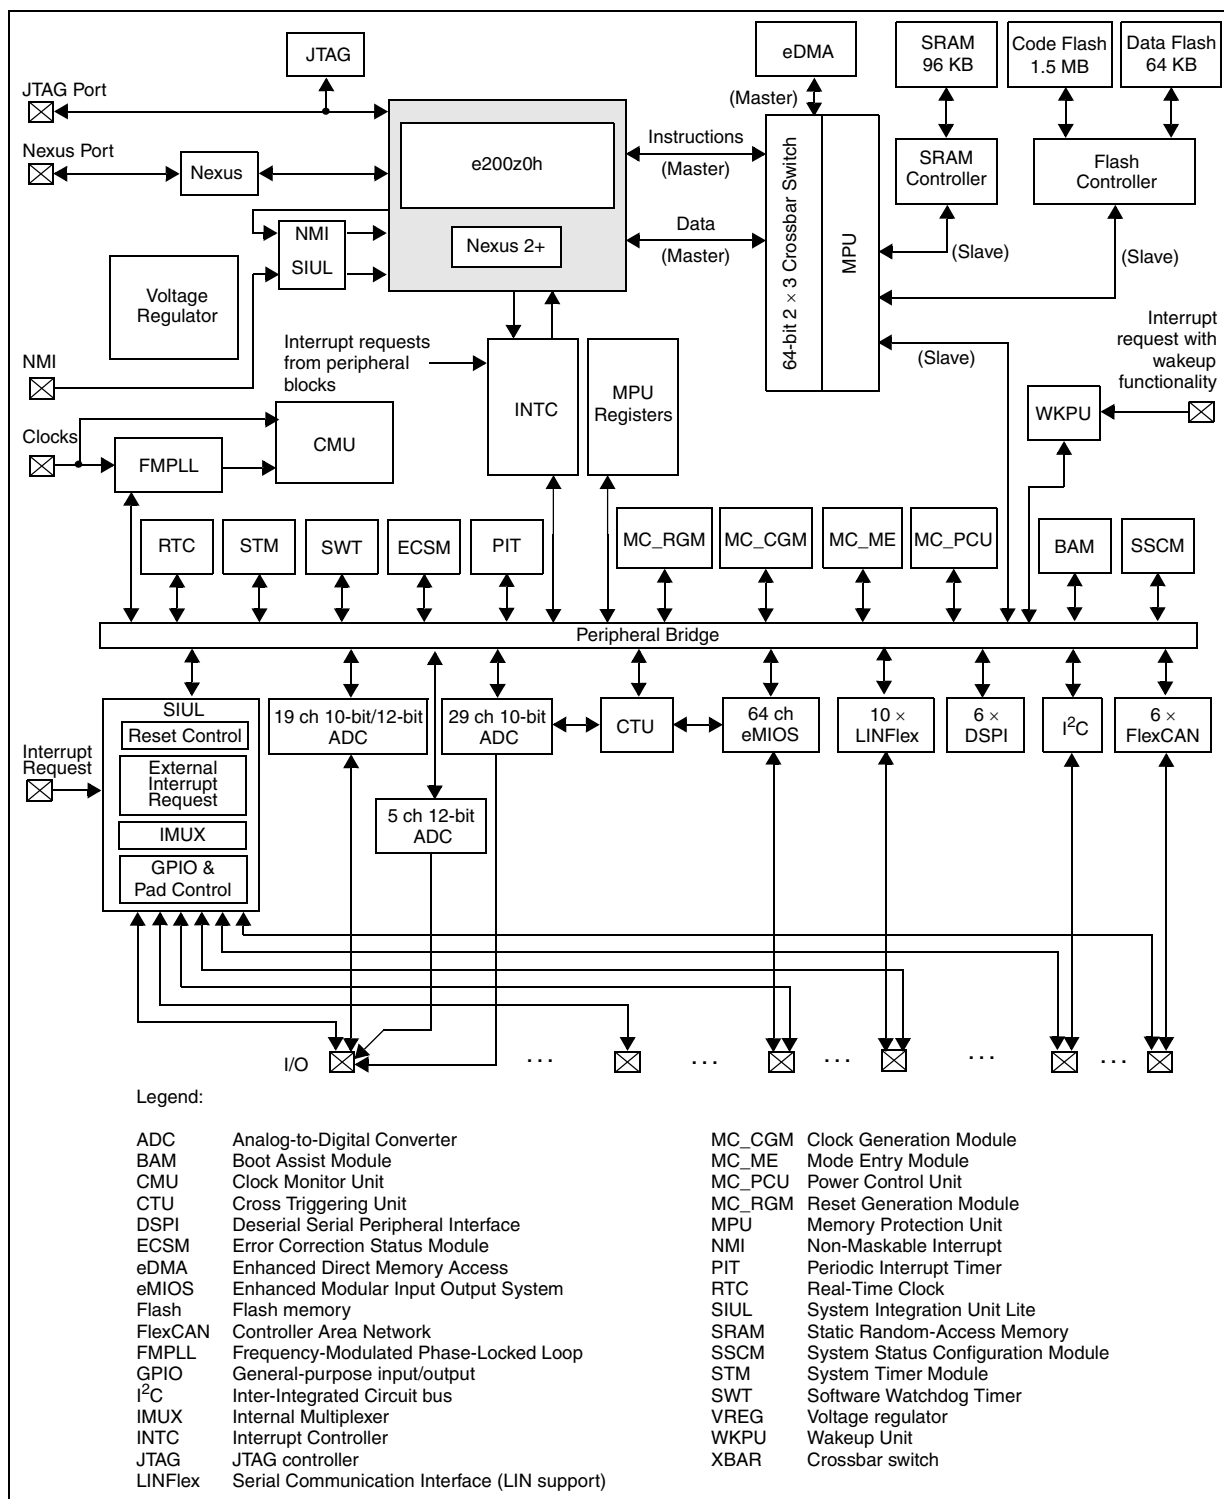 JTAG
eDMA
SRAM
96 KB
Code Flash
1.5 MB
Data Flash
64 KB
JTAG Port
(Master)
Nexus Port
Nexus
e200z0h
Instructions
(Master)
64-bit 2 × 3 Crossbar Switch
MPU
SRAM
Controller
Flash
Controller
NMI
SIUL
Nexus 2+
Data
(Master)
(Slave)
(Slave)
Voltage
Regulator
Interrupt requests
from peripheral
blocks
(Slave)
Interrupt
request with
wakeup
functionality
NMI
INTC
MPU
Registers
WKPU
Clocks
FMPLL
CMU
RTC
STM
SWT
ECSM
PIT
MC_RGM
MC_CGM
MC_ME
MC_PCU
BAM
SSCM
Peripheral Bridge
SIUL
Reset Control
External
Interrupt
Request
IMUX
GPIO &
Pad Control
Interrupt
Request
19 ch 10-bit/12-bit
ADC
29 ch 10-bit
ADC
CTU
64 ch
eMIOS
10 ×
LINFlex
6 ×
DSPI
I²C
6 ×
FlexCAN
5 ch 12-bit
ADC
I/O
. . .
. . .
. . .
. . .
. . .
Legend:
ADC Analog-to-Digital Converter
BAM Boot Assist Module
CMU Clock Monitor Unit
CTU Cross Triggering Unit
DSPI Deserial Serial Peripheral Interface
ECSM Error Correction Status Module
eDMA Enhanced Direct Memory Access
eMIOS Enhanced Modular Input Output System
Flash Flash memory
FlexCAN Controller Area Network
FMPLL Frequency-Modulated Phase-Locked Loop
GPIO General-purpose input/output
I²C Inter-Integrated Circuit bus
IMUX Internal Multiplexer
INTC Interrupt Controller
JTAG JTAG controller
LINFlex Serial Communication Interface (LIN support)
MC_CGM Clock Generation Module
MC_ME Mode Entry Module
MC_PCU Power Control Unit
MC_RGM Reset Generation Module
MPU Memory Protection Unit
NMI Non-Maskable Interrupt
PIT Periodic Interrupt Timer
RTC Real-Time Clock
SIUL System Integration Unit Lite
SRAM Static Random-Access Memory
SSCM System Status Configuration Module
STM System Timer Module
SWT Software Watchdog Timer
VREG Voltage regulator
WKPU Wakeup Unit
XBAR Crossbar switch